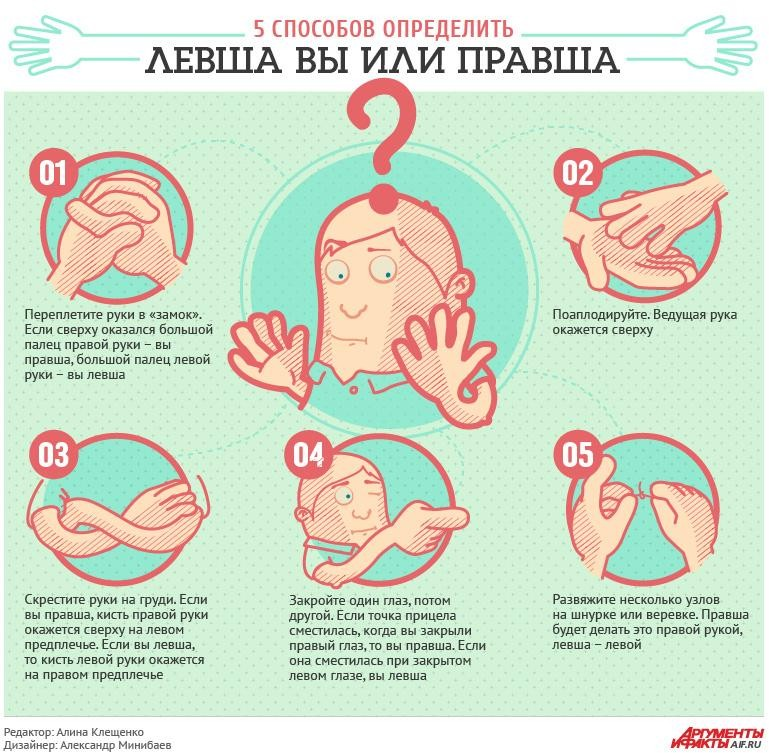 5 СПОСОБОВ ОПРЕДЕЛИТЬ
ЛЕВША ВЫ ИЛИ ПРАВША
?
01
Переплетите руки в «замок».
Если сверху оказался большой
палец правой руки – вы
правша, большой палец левой
руки – вы левша
02
Поаплодируйте. Ведущая рука
окажется сверху
03
Скрестите руки на груди. Если
вы правша, кисть правой руки
окажется сверху на левом
предплечье. Если вы левша,
то кисть левой руки окажется
на правом предплечье
04
Закройте один глаз, потом
другой. Если точка прицела
сместилась, когда вы закрыли
правый глаз, то вы правша. Если
она сместилась при закрытом
левом глазе, вы левша
05
Развяжите несколько узлов
на шнурке или веревке. Правша
будет делать это правой рукой,
левша – левой
Редактор: Алина Клещенко
Дизайнер: Александр Минибаев
АРГУМЕНТЫ
И ФАКТЫ AIF.RU